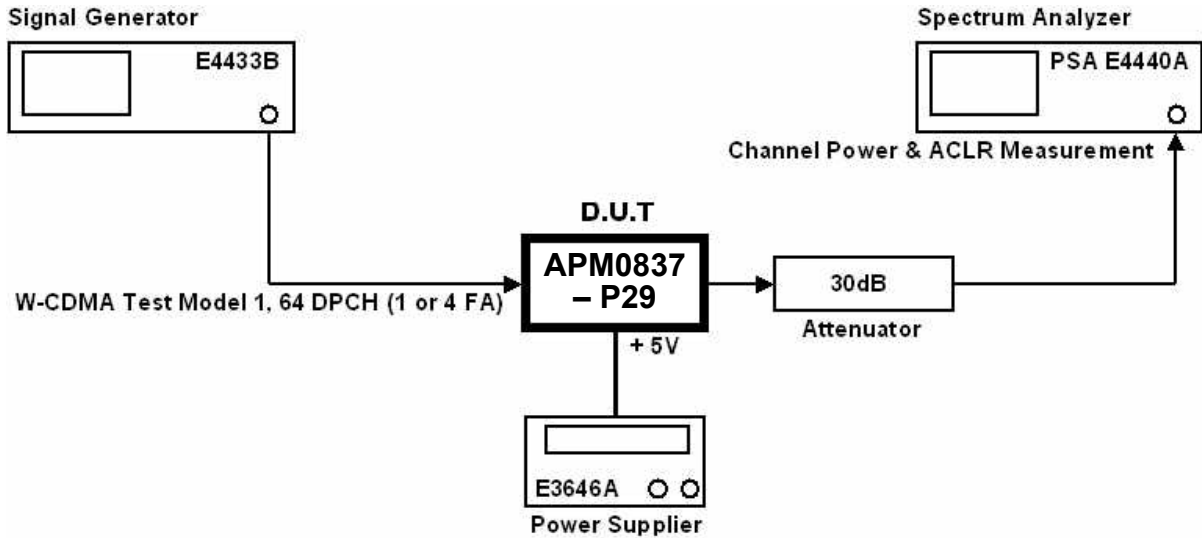 Signal Generator
E4433B
Spectrum Analyzer
PSA E4440A
Channel Power & ACLR Measurement
D.U.T
APM0837
– P29
W-CDMA Test Model 1, 64 DPCH (1 or 4 FA)
30dB
Attenuator
+ 5V
E3646A
Power Supplier